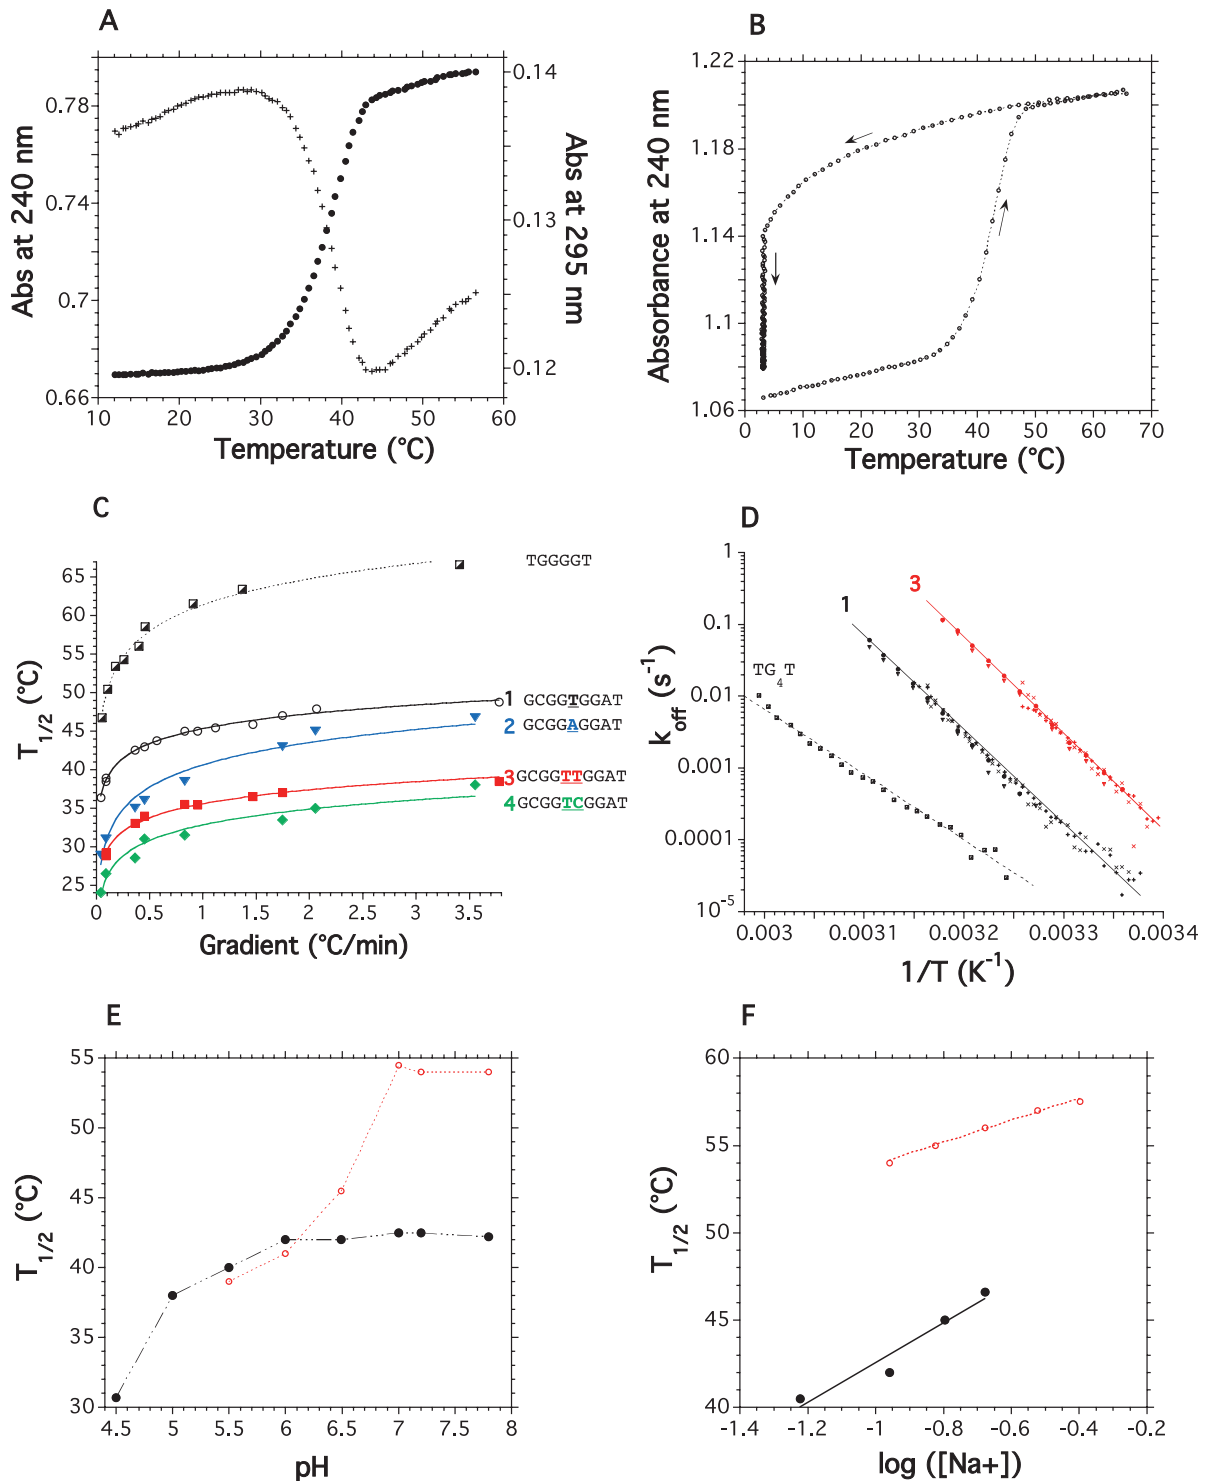 A
Abs at 240 nm
0.78
0.74
0.7
0.66
0.14
0.13
0.12
Abs at 295 nm
10 20 30 40 50 60
Temperature (°C)
B
Absorbance at 240 nm
1.22
1.18
1.14
1.1
1.06
0 10 20 30 40 50 60 70
Temperature (°C)
C
T1/2 (°C)
65
60
55
50
45
40
35
30
25
0 0.5 1 1.5 2 2.5 3 3.5
Gradient (°C/min)
TGGGGT
1 GCGGTGGAT
2 GCGGAGGAT
3 GCGGTTGGAT
4 GCGGTCGGAT
D
koff (s-1)
1
0.1
0.01
0.001
0.0001
10-5
1
3
TG4T
0.003 0.0031 0.0032 0.0033 0.0034
1/T (K-1)
E
T1/2 (°C)
55
50
45
40
35
30
4.5 5 5.5 6 6.5 7 7.5 8
pH
F
T1/2 (°C)
60
55
50
45
40
-1.4 -1.2 -1 -0.8 -0.6 -0.4 -0.2
log ([Na+])